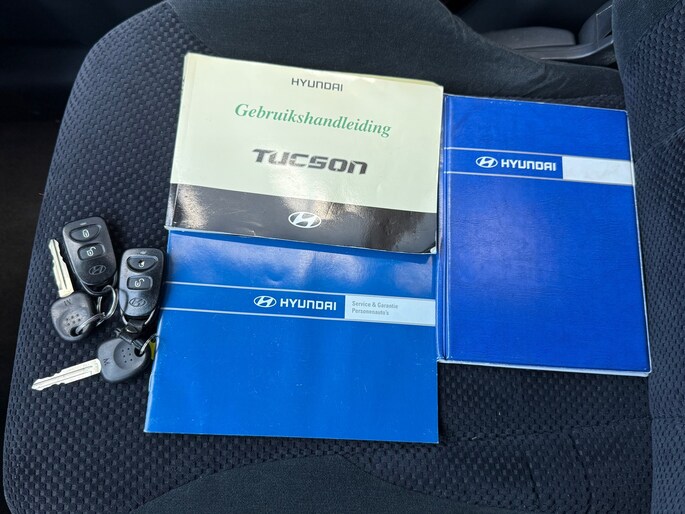 HYUNDAI
Gebruikshandleiding
TUCSON
HYUNDAI
HYUNDAI
Service & Garantie
Personenauto's